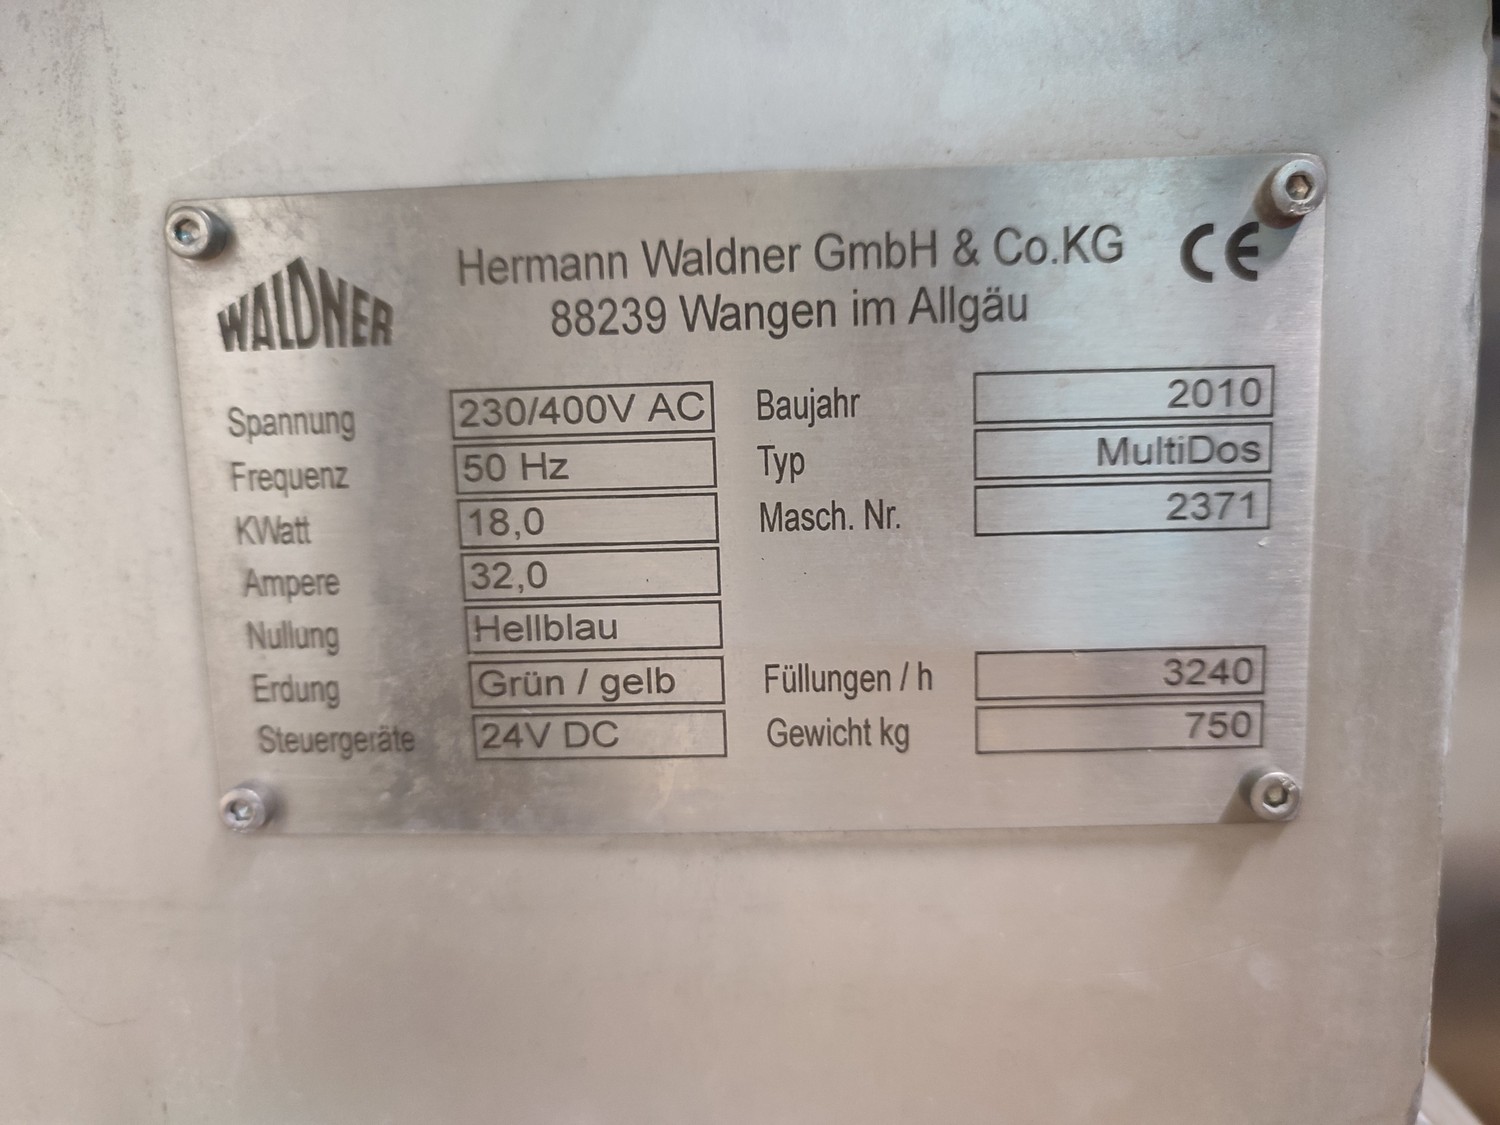 WALDNER
Hermann Waldner GmbH & Co.KG
88239 Wangen im Allgäu
CE
Spannung 230/400V AC
Frequenz 50 Hz
KWatt 18,0
Ampere 32,0
Nullung Hellblau
Erdung Grün / gelb
Steuergeräte 24V DC
Baujahr 2010
Typ MultiDos
Masch. Nr. 2371
Füllungen / h 3240
Gewicht kg 750